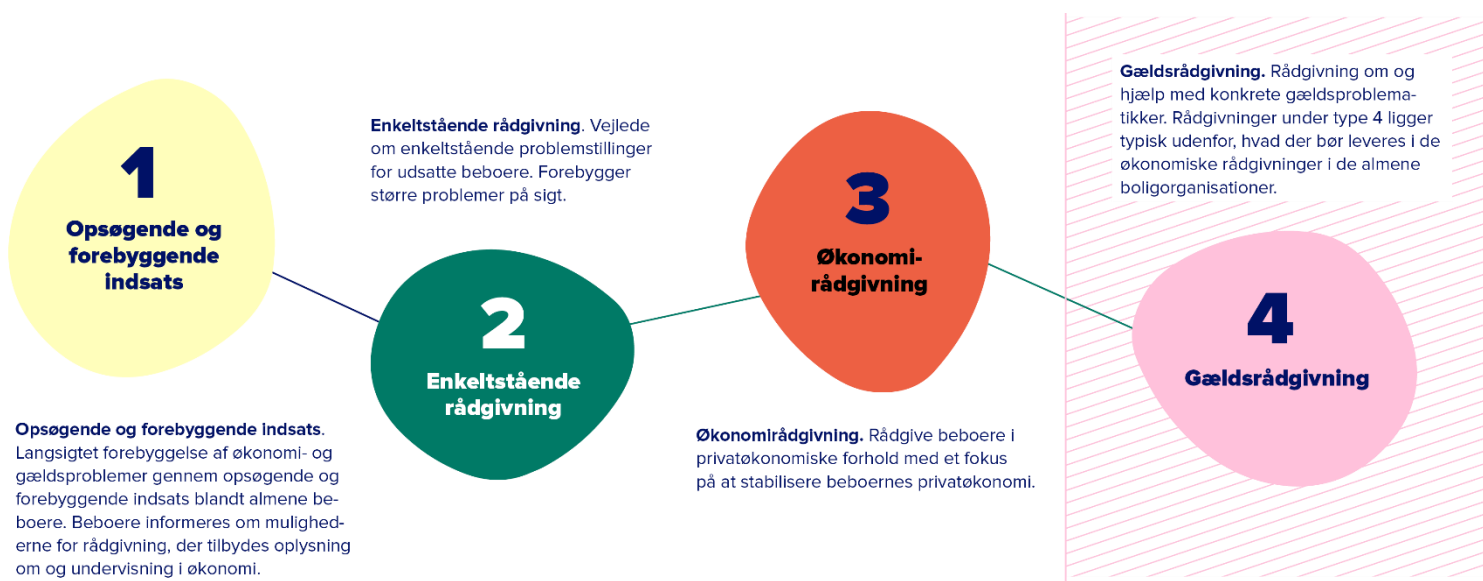 1
Opsøgende og
forebyggende
indsats
Opsøgende og forebyggende indsats.
Langsigtet forebyggelse af økonomi- og
gældsproblemer gennem opsøgende og
forebyggende indsats blandt almene be-
boere. Beboere informeres om mulighed-
erne for rådgivning, der tilbydes oplysning
om og undervisning i økonomi.
Enkeltstående rådgivning. Vejlede
om enkeltstående problemstillinger
for udsatte beboere. Forebygger
større problemer på sigt.
2
Enkeltstående
rådgivning
3
Økonomi-
rådgivning
Økonomirådgivning. Rådgive beboere i
privatøkonomiske forhold med et fokus
på at stabilisere beboernes privatøkonomi.
Gældsrådgivning. Rådgivning om og
hjælp med konkrete gældsproblema-
tikker. Rådgivninger under type 4 ligger
typisk udenfor, hvad der bør leveres i de
økonomiske rådgivninger i de almene
boligorganisationer.
4
Gældsrådgivning